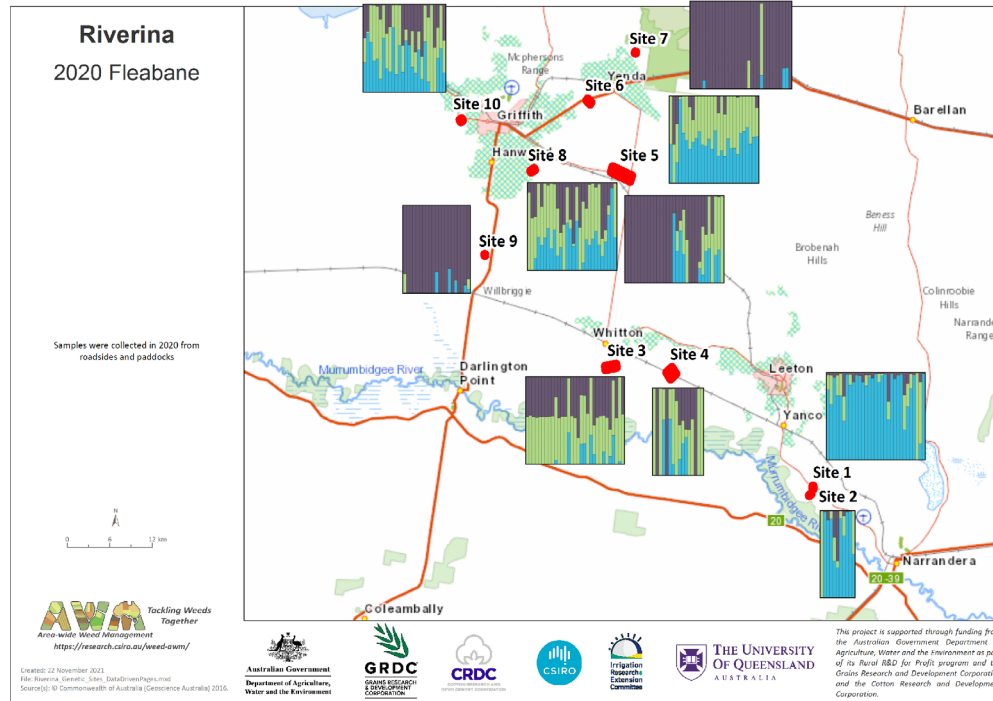 Riverina
2020 Fleabane
Samples were collected in 2020 from
roadsides and paddocks
N
0 6 12 km
AWM
Tackling Weeds
Together
Area-wide Weed Management
https://research.csiro.au/weed-awm/
Created: 22 November 2021
File: Riverina_Genetic_Sites_DataDrivenPages.mxd
Source(s): © Commonwealth of Australia (Geoscience Australia) 2016.
Site 7
Mcphersons
Range
Yenda
Site 6
Site 10
Griffith
Barellan
Hanw
Site 8
Site 5
Beness
Hill
Site 9
Brobenah
Hills
Willbriggie
Colinroobie
Hills
Narrande
Range
Whitton
Site 3
Site 4
Murrumbidgee River
Darlington
Point
Leeton
Yanco
Site 1
Site 2
Murrumbidgee Ri
20
Narrandera
20 -39
Coleambally
Australian Government
Department of Agriculture,
Water and the Environment
GRDC
GRAINS RESEARCH
& DEVELOPMENT
CORPORATION
CRDC
COTTON RESEARCH AND
DEVELOPMENT CORPORATION
CSIRO
Irrigation
Research&
Extension
Committee
THE UNIVERSITY
OF QUEENSLAND
AUSTRALIA
This project is supported through funding fro
the Australian Government Department
Agriculture, Water and the Environment as pa
of its Rural R&D for Profit program and t
Grains Research and Development Corporati
and the Cotton Research and Developme
Corporation.